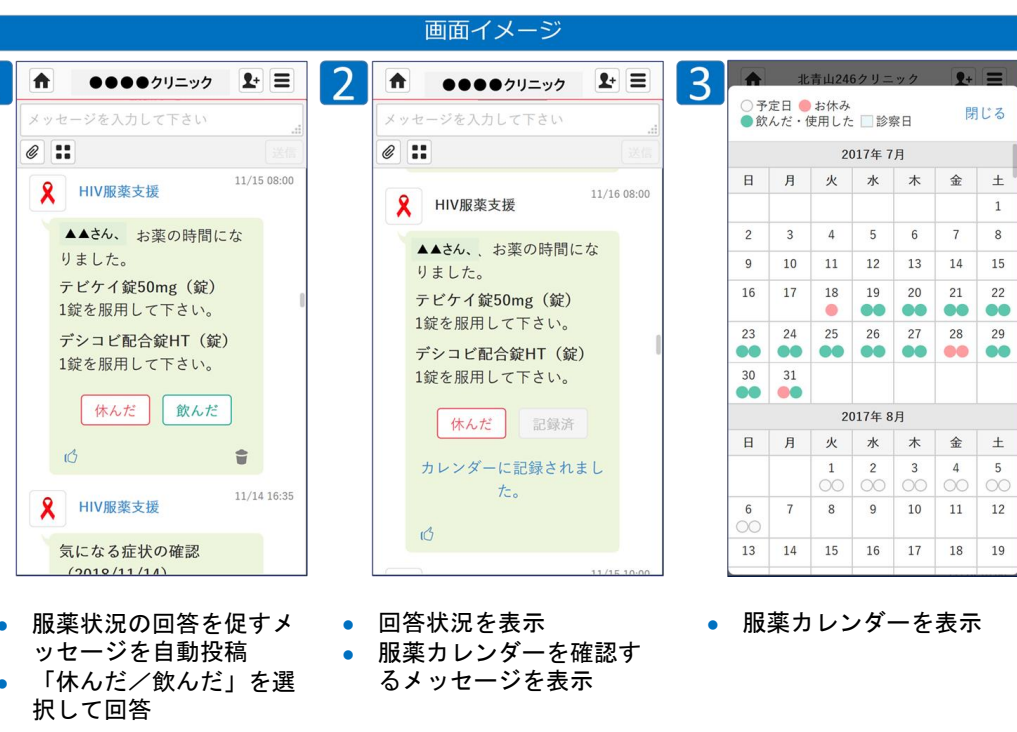 画面イメージ
●●●●クリニック
メッセージを入力して下さい
送信
HIV服薬支援
11/15 08:00
▲▲さん、 お薬の時間にな
りました。
テビケイ錠50mg（錠）
1錠を服用して下さい。
デシコビ配合錠HT（錠）
1錠を服用して下さい。
休んだ 飲んだ
HIV服薬支援
11/14 16:35
気になる症状の確認
（2018/11/14）
服薬状況の回答を促すメ
ッセージを自動投稿
「休んだ／飲んだ」を選
択して回答
2
●●●●クリニック
メッセージを入力して下さい
送信
11/16 08:00
HIV服薬支援
▲▲さん、、お薬の時間にな
りました。
テビケイ錠50mg（錠）
1錠を服用して下さい。
デシコビ配合錠HT（錠）
1錠を服用して下さい。
休んだ 記録済
カレンダーに記録されまし
た。
11/15 10:00
回答状況を表示
服薬カレンダーを確認す
るメッセージを表示
3
北青山246クリニック
予定日 お休み
飲んだ・使用した 診察日
閉じる
2017年 7月
日 月 火 水 木 金 土
1
2 3 4 5 6 7 8
9 10 11 12 13 14 15
16 17 18 19 20 21 22
23 24 25 26 27 28 29
30 31
2017年 8月
日 月 火 水 木 金 土
1 2 3 4 5
6 7 8 9 10 11 12
13 14 15 16 17 18 19
服薬カレンダーを表示